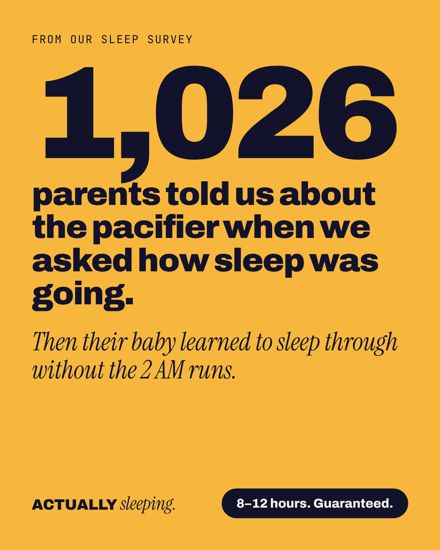 FROM OUR SLEEP SURVEY
1,026
parents told us about
the pacifier when we
asked how sleep was
going.
Then their baby learned to sleep through
without the 2 AM runs.
ACTUALLY sleeping.
8–12 hours. Guaranteed.